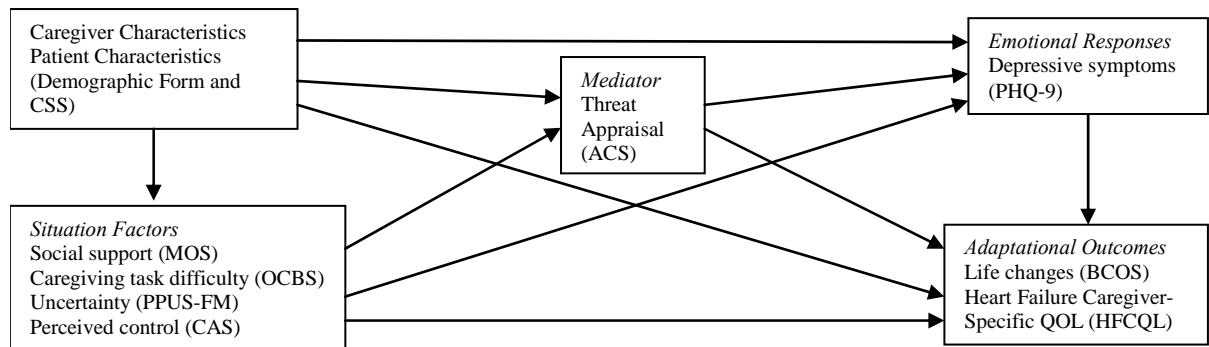 Caregiver Characteristics
Patient Characteristics
(Demographic Form and
CSS)
Mediator
Threat
Appraisal
(ACS)
Emotional Responses
Depressive symptoms
(PHQ-9)
Situation Factors
Social support (MOS)
Caregiving task difficulty (OCBS)
Uncertainty (PPUS-FM)
Perceived control (CAS)
Adaptational Outcomes
Life changes (BCOS)
Heart Failure Caregiver-
Specific QOL (HFCQL)